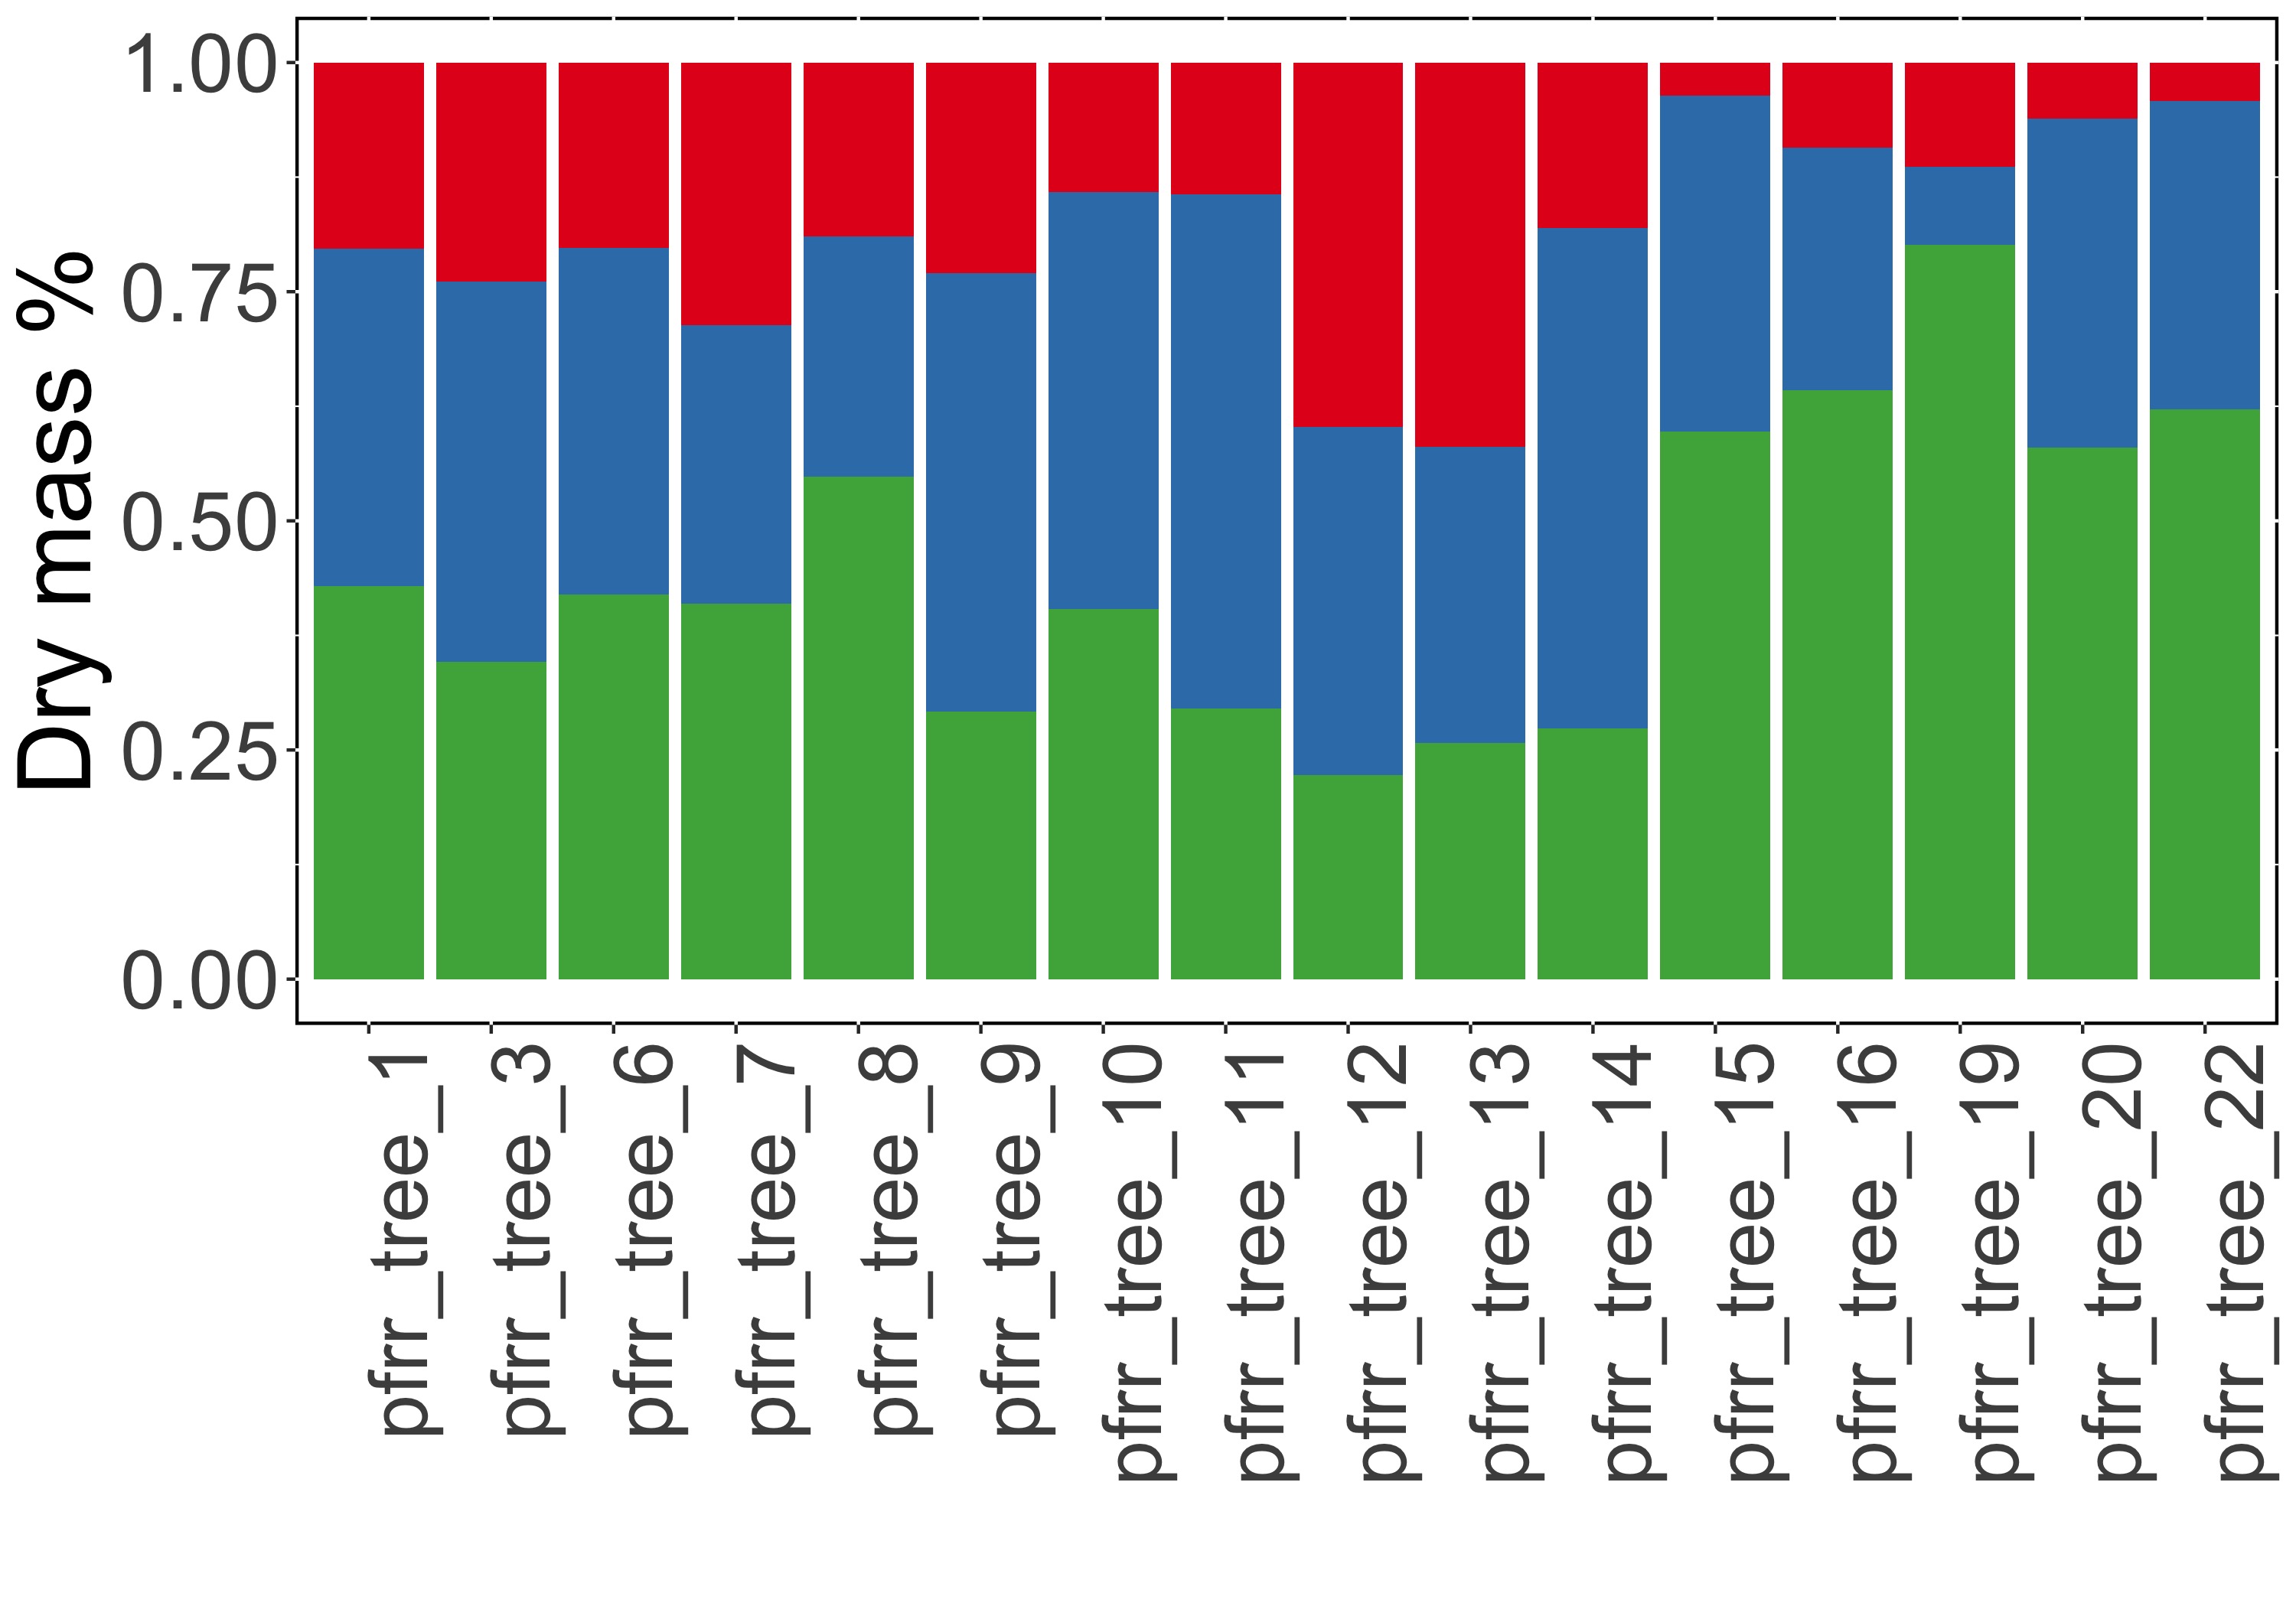 Dry mass %
1.00
0.75
0.50
0.25
0.00
pfrr_tree_1
pfrr_tree_3
pfrr_tree_6
pfrr_tree_7
pfrr_tree_8
pfrr_tree_9
pfrr_tree_10
pfrr_tree_11
pfrr_tree_12
pfrr_tree_13
pfrr_tree_14
pfrr_tree_15
pfrr_tree_16
pfrr_tree_19
pfrr_tree_20
pfrr_tree_22